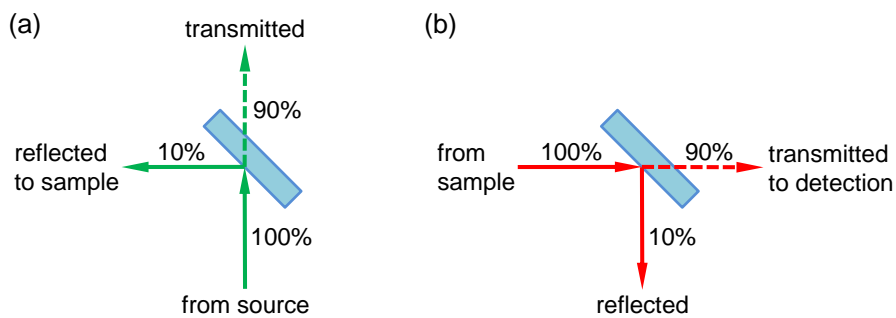 (a)
transmitted
90%
10%
reflected
to sample
100%
from source
(b)
from
sample
100%
90%
transmitted
to detection
10%
reflected